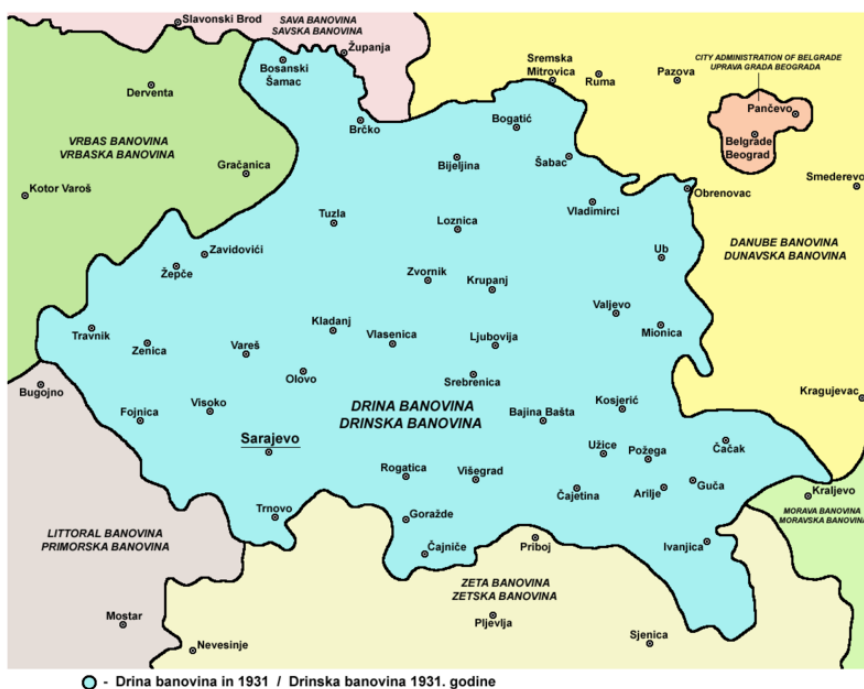 Slavonski Brod
SAVA BANOVINA
SAVSKA BANOVINA
Županja
Bosanski
Šamac
Sremska
Mitrovica
Ruma
Pazova
CITY ADMINISTRATION OF BELGRADE
UPRAVA GRADA BEOGRADA
Pančevo
Belgrade
Beograd
Derventa
Brčko
Bogatić
VRBAS BANOVINA
VRBASKA BANOVINA
Gračanica
Bijeljina
Šabac
Kotor Varoš
Smederevo
Obrenovac
Vladimirci
Tuzla
Loznica
DANUBE BANOVINA
DUNAVSKA BANOVINA
Zavidovići
Žepče
Ub
Zvornik
Krupanj
Valjevo
Mionica
Travnik
Zenica
Vareš
Kladanj
Vlasenica
Ljubovija
Olovo
Srebrenica
Bugojno
Kragujevac
Fojnica
Visoko
DRINA BANOVINA
DRINSKA BANOVINA
Bajina Bašta
Kosjerić
Sarajevo
Užice
Požega
Čačak
Rogatica
Višegrad
Čajetina
Arilje
Guča
Kraljevo
MORAVA BANOVINA
MORAVSKA BANOVINA
Trnovo
Goražde
LITTORAL BANOVINA
PRIMORSKA BANOVINA
Čajniče
Priboj
Ivanjica
ZETA BANOVINA
ZETSKA BANOVINA
Mostar
Pljevlja
Nevesinje
Sjenica
- Drina banovina in 1931 / Drinska banovina 1931. godine